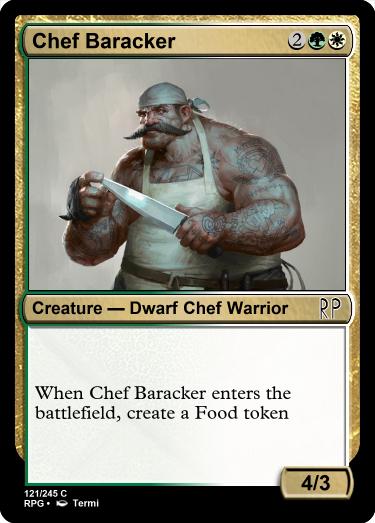 Chef Baracker 2
Creature — Dwarf Chef Warrior RP
When Chef Baracker enters the
battlefield, create a Food token
4/3
121/245 C
RPG • Termi